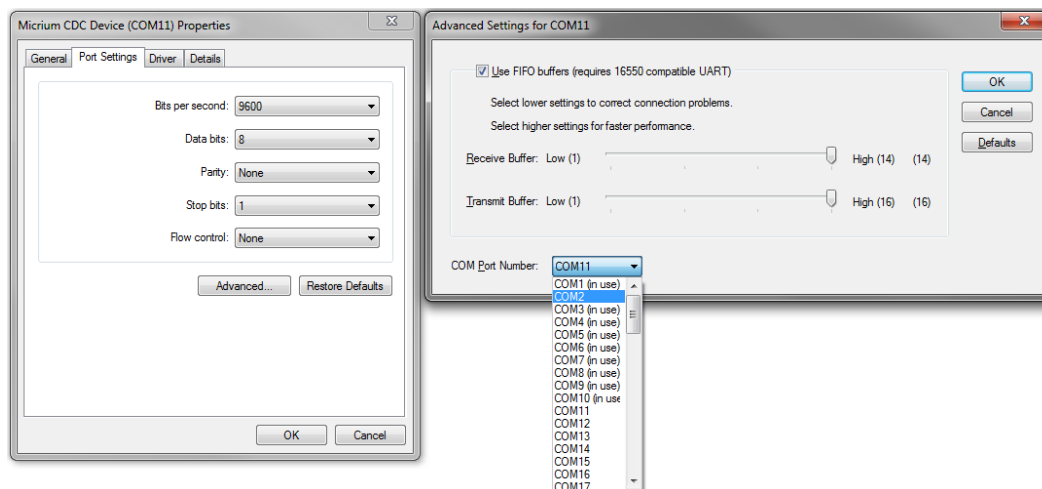 Micrium CDC Device (COM11) Properties
General Port Settings Driver Details
Bits per second: 9600
Data bits: 8
Parity: None
Stop bits: 1
Flow control: None
Advanced... Restore Defaults
OK Cancel
Advanced Settings for COM11
Use FIFO buffers (requires 16550 compatible UART)
Select lower settings to correct connection problems.
Select higher settings for faster performance.
Receive Buffer: Low (1) High (14) (14)
Transmit Buffer: Low (1) High (16) (16)
OK
Cancel
Defaults
COM Port Number: COM11
COM1 (in use)
COM2
COM3 (in use)
COM4 (in use)
COM5 (in use)
COM6 (in use)
COM7 (in use)
COM8 (in use)
COM9 (in use)
COM10 (in use
COM11
COM12
COM13
COM14
COM15
COM16
COM17